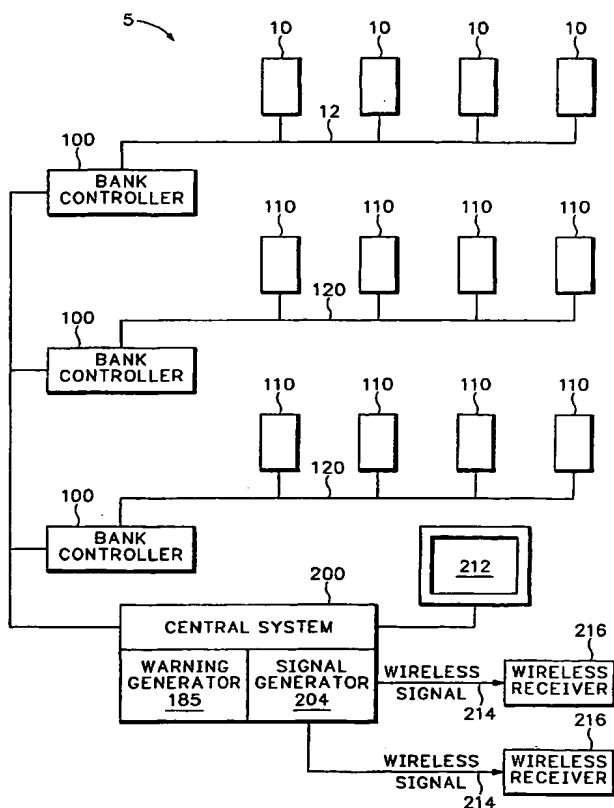 5
10 10 10 10
12
100
BANK
CONTROLLER
110 110 110 110
120
100
BANK
CONTROLLER
110 110 110 110
120
100
BANK
CONTROLLER
212
200
CENTRAL SYSTEM
WARNING
GENERATOR
185
SIGNAL
GENERATOR
204
WIRELESS
SIGNAL
214
216
WIRELESS
RECEIVER
WIRELESS
SIGNAL
214
216
WIRELESS
RECEIVER